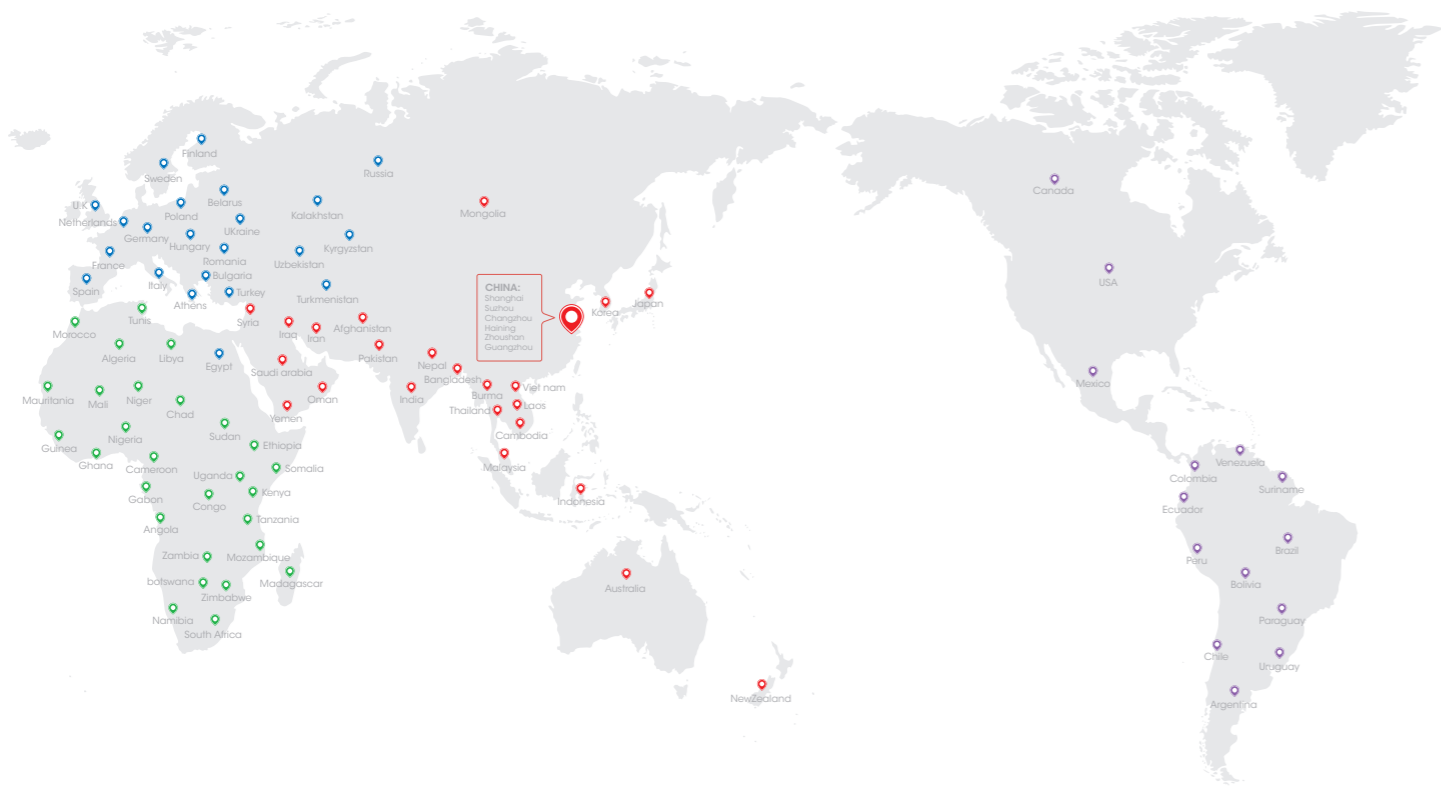 Finland
Sweden
Russia
Canada
Belarus
U K
Poland
Kalakhstan
Mongolia
Netherlands
UKraine
Germany
Hungary
Kyrgyzstan
Romania
France
Uzbekistan
Bulgaria
Italy
USA
Spain
Turkey
Turkmenistan
Athens
CHINA:
Shanghai
Suzhou
Changzhou
Haining
Zhoushan
Guangzhou
Japan
Korea
Tunis
Syria
Afghanistan
Morocco
Iraq
Iran
Algeria
Libya
Egypt
Pakistan
Nepal
Saudi arabia
Bangladesh
Mexico
Viet nam
Mauritania
Mali
Niger
Oman
India
Burma
Laos
Thailand
Chad
Yemen
Sudan
Cambodia
Nigeria
Guinea
Ethiopia
Ghana
Cameroon
Somalia
Malaysia
Venezuela
Uganda
Colombia
Kenya
Gabon
Suriname
Congo
Indonesia
Ecuador
Tanzania
Angola
Zambia
Mozambique
Brazil
Peru
botswana
Madagascar
Australia
Bolivia
Zimbabwe
Namibia
Paraguay
South Africa
Chile
Uruguay
NewZealand
Argentina